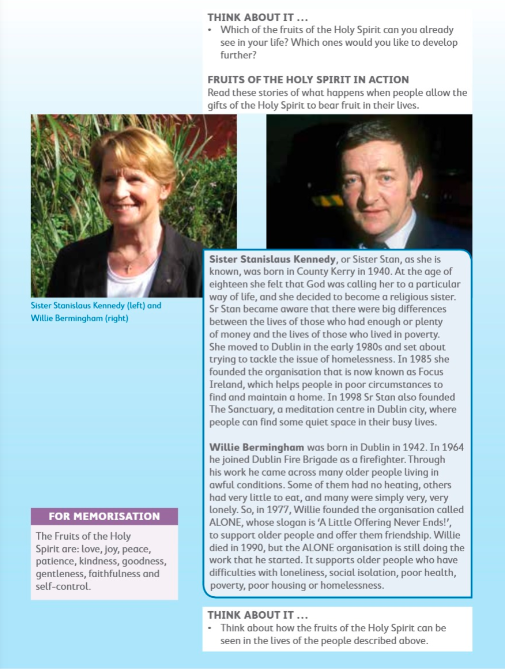 THINK ABOUT IT ...
• Which of the fruits of the Holy Spirit can you already
see in your life? Which ones would you like to develop
further?
FRUITS OF THE HOLY SPIRIT IN ACTION
Read these stories of what happens when people allow the
gifts of the Holy Spirit to bear fruit in their lives.
Sister Stanislaus Kennedy (left) and
Willie Bermingham (right)
Sister Stanislaus Kennedy, or Sister Stan, as she is
known, was born in County Kerry in 1940. At the age of
eighteen she felt that God was calling her to a particular
way of life, and she decided to become a religious sister.
Sr Stan became aware that there were big differences
between the lives of those who had enough or plenty
of money and the lives of those who lived in poverty.
She moved to Dublin in the early 1980s and set about
trying to tackle the issue of homelessness. In 1985 she
founded the organisation that is now known as Focus
Ireland, which helps people in poor circumstances to
find and maintain a home. In 1998 Sr Stan also founded
The Sanctuary, a meditation centre in Dublin city, where
people can find some quiet space in their busy lives.
Willie Bermingham was born in Dublin in 1942. In 1964
he joined Dublin Fire Brigade as a firefighter. Through
his work he came across many older people living in
awful conditions. Some of them had no heating, others
had very little to eat, and many were simply very, very
lonely. So, in 1977, Willie founded the organisation called
ALONE, whose slogan is ‘A Little Offering Never Ends!’,
to support older people and offer them friendship. Willie
died in 1990, but the ALONE organisation is still doing the
work that he started. It supports older people who have
difficulties with loneliness, social isolation, poor health,
poverty, poor housing or homelessness.
FOR MEMORISATION
The Fruits of the Holy
Spirit are: love, joy, peace,
patience, kindness, goodness,
gentleness, faithfulness and
self-control.
THINK ABOUT IT ...
• Think about how the fruits of the Holy Spirit can be
seen in the lives of the people described above.